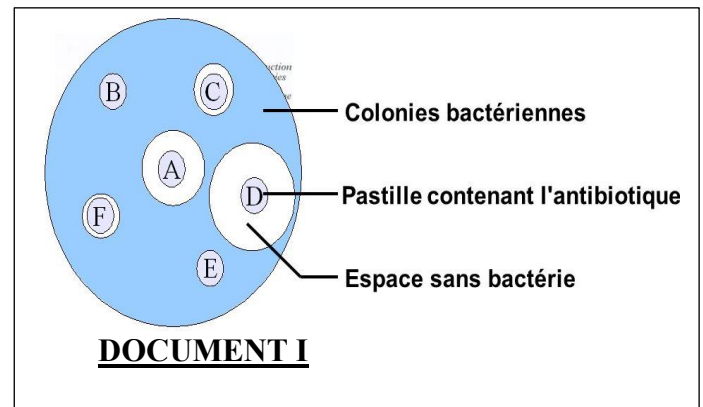 B
C
Colonies bactériennes
A
D
Pastille contenant l'antibiotique
F
E
Espace sans bactérie
DOCUMENT I